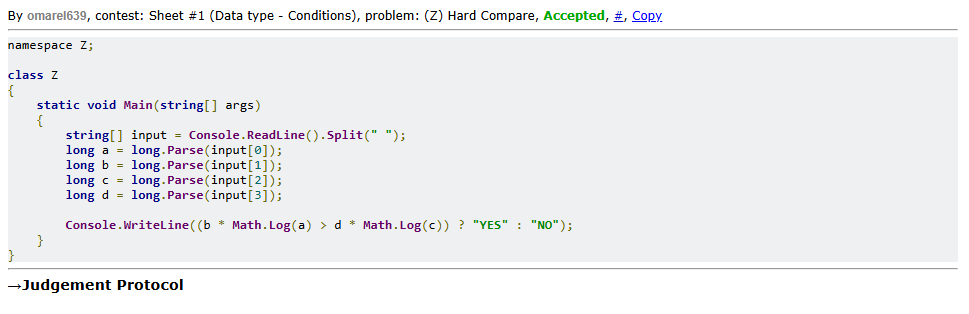 By omarel639, contest: Sheet #1 (Data type - Conditions), problem: (Z) Hard Compare, Accepted, #, Copy
namespace Z;
class Z
{
    static void Main(string[] args)
    {
        string[] input = Console.ReadLine().Split(" ");
        long a = long.Parse(input[0]);
        long b = long.Parse(input[1]);
        long c = long.Parse(input[2]);
        long d = long.Parse(input[3]);
        Console.WriteLine((b * Math.Log(a) > d * Math.Log(c)) ? "YES" : "NO");
    }
}
→Judgement Protocol